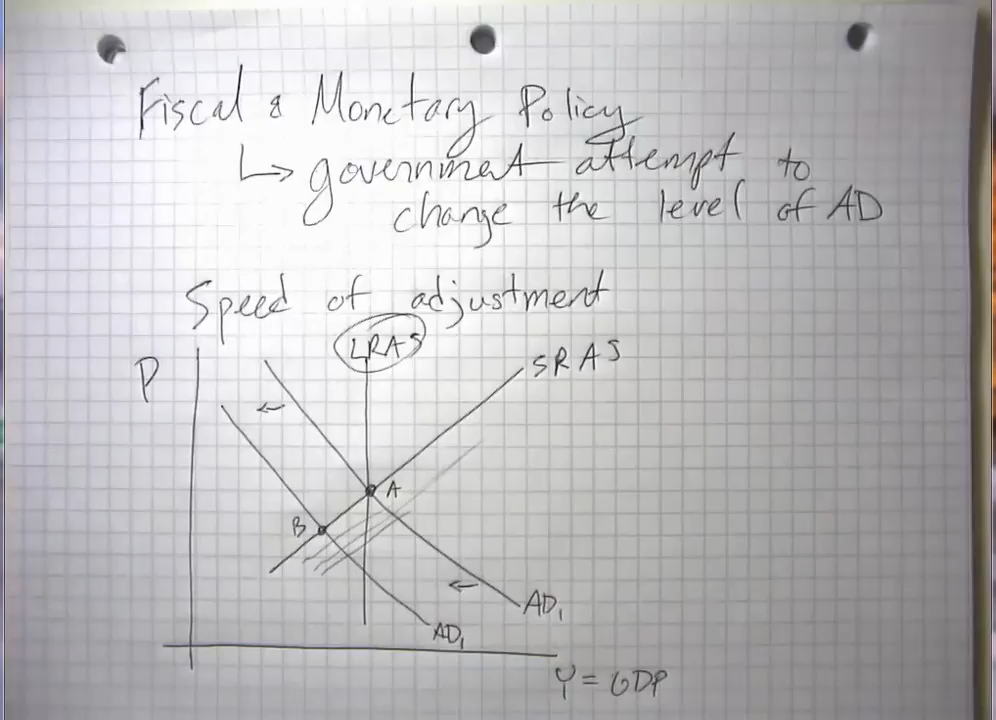 Fiscal & Monetary Policy
↳ government attempt to
change the level of AD
Speed of adjustment
LRAS
SRAS
P
A
B
AD₁
AD₁
Y = GDP